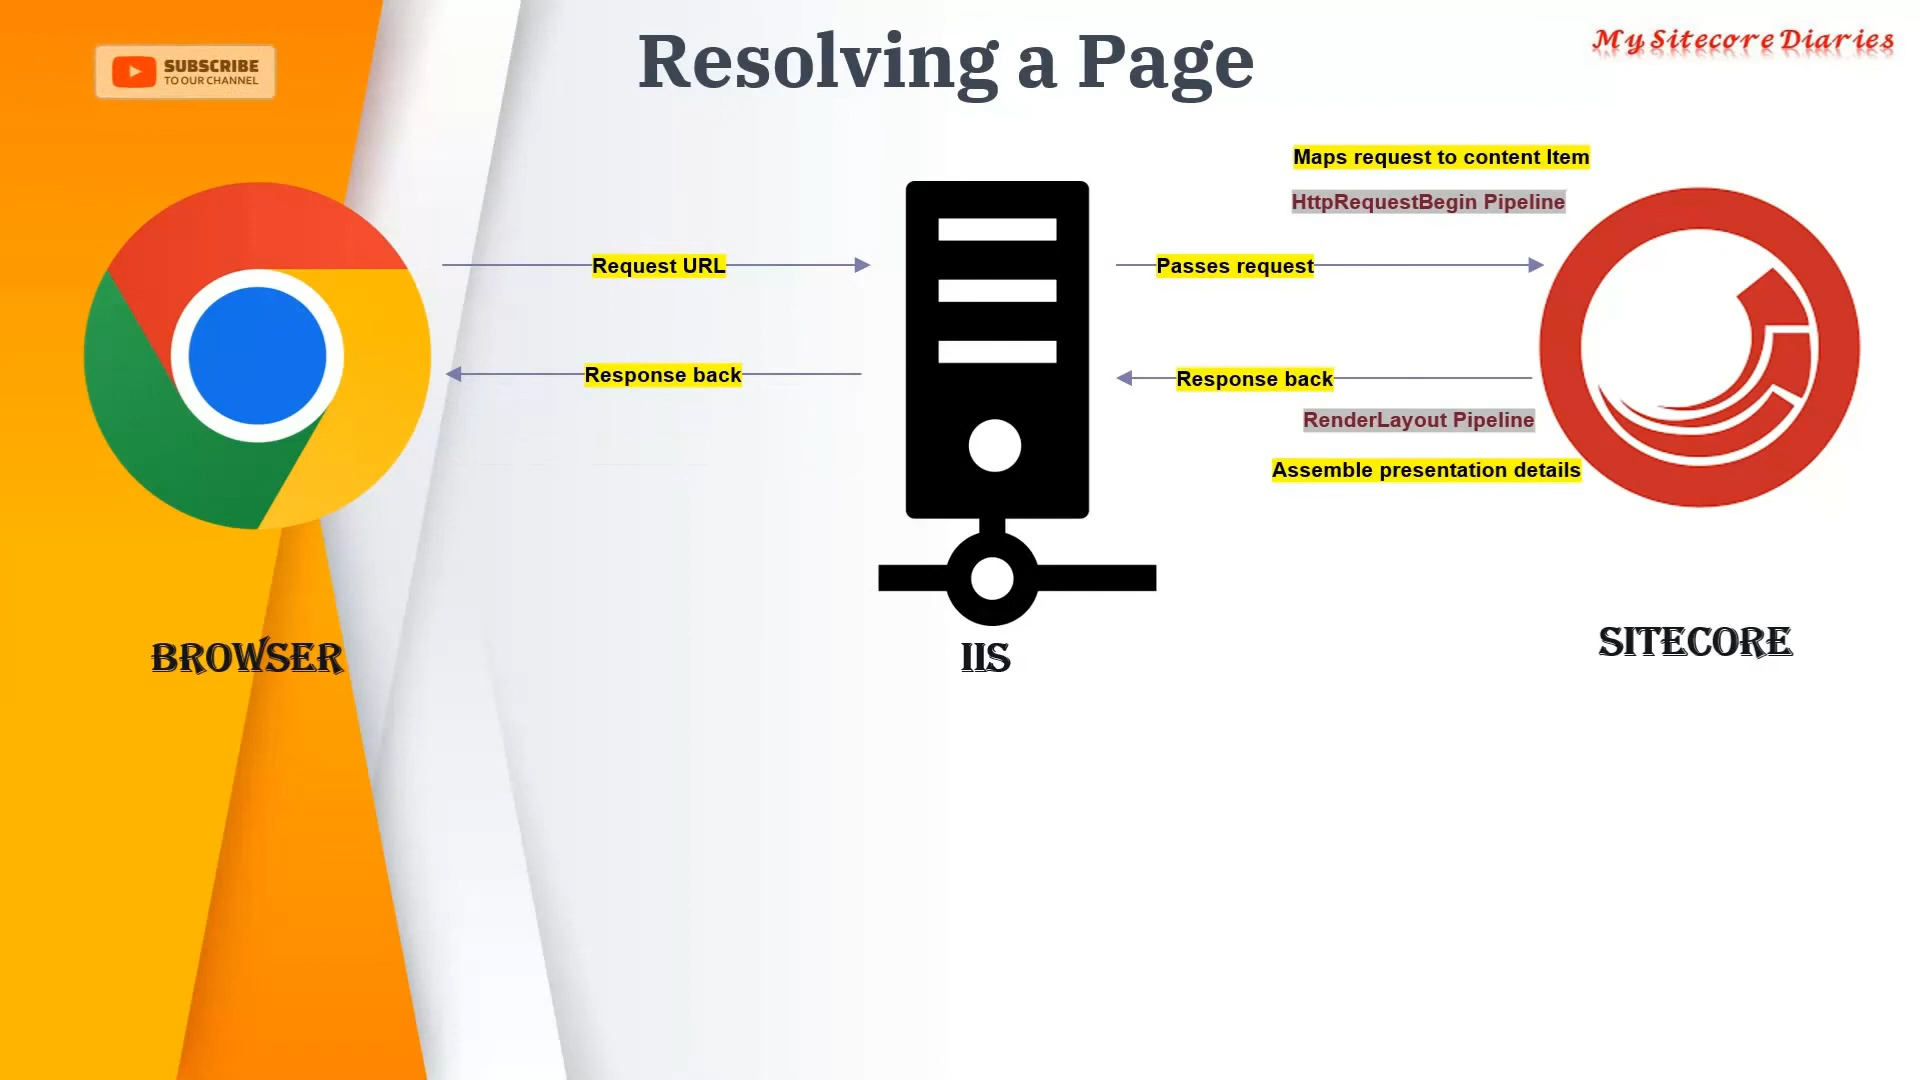 Resolving a Page
My Sitecore Diaries
SUBSCRIBE
TO OUR CHANNEL
Maps request to content Item
HttpRequestBegin Pipeline
Request URL
Passes request
Response back
Response back
RenderLayout Pipeline
Assemble presentation details
BROWSER
IIS
SITECORE